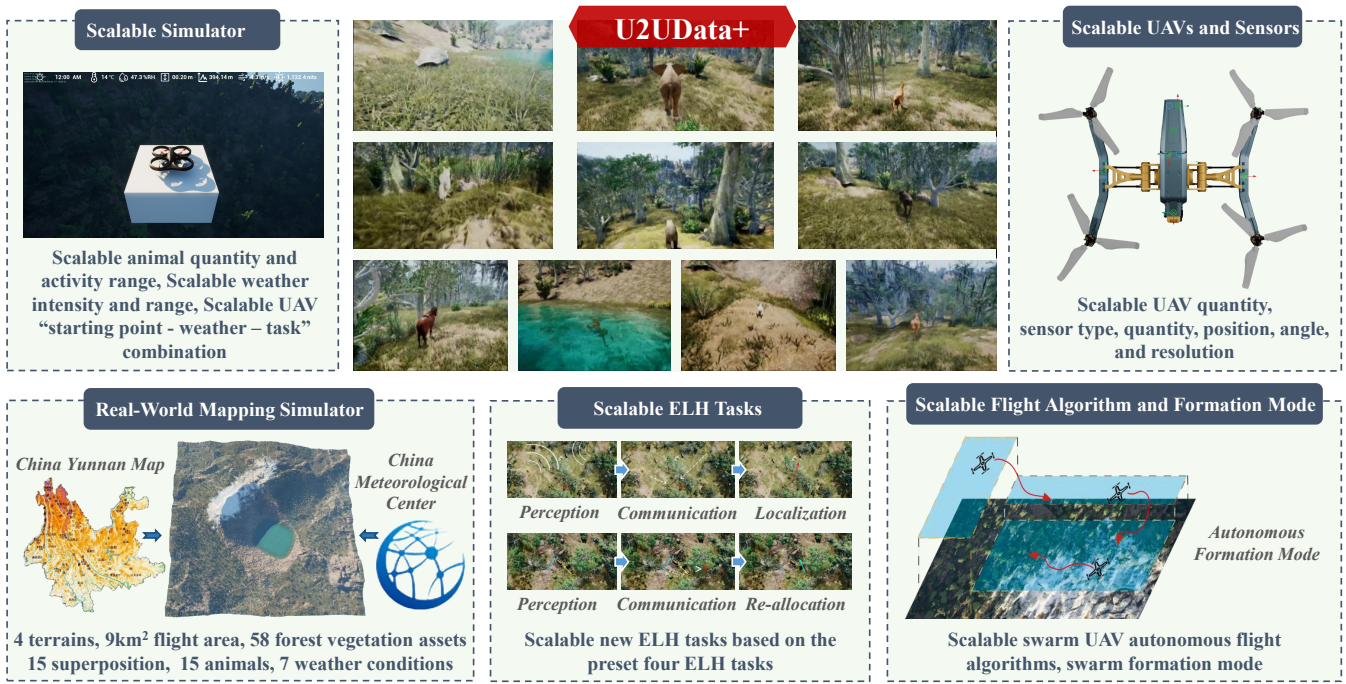 Scalable Simulator
12:00 AM 14 °C 47.3 %RH 00.20 m 394.14 m
Scalable animal quantity and
activity range, Scalable weather
intensity and range, Scalable UAV
“starting point - weather – task”
combination
U2UData+
Scalable UAVs and Sensors
Scalable UAV quantity,
sensor type, quantity, position, angle,
and resolution
Real-World Mapping Simulator
China Yunnan Map
China
Meteorological
Center
4 terrains, 9km² flight area, 58 forest vegetation assets
15 superposition, 15 animals, 7 weather conditions
Scalable ELH Tasks
Perception Communication Localization
Perception Communication Re-allocation
Scalable new ELH tasks based on the
preset four ELH tasks
Scalable Flight Algorithm and Formation Mode
Autonomous
Formation Mode
Scalable swarm UAV autonomous flight
algorithms, swarm formation mode